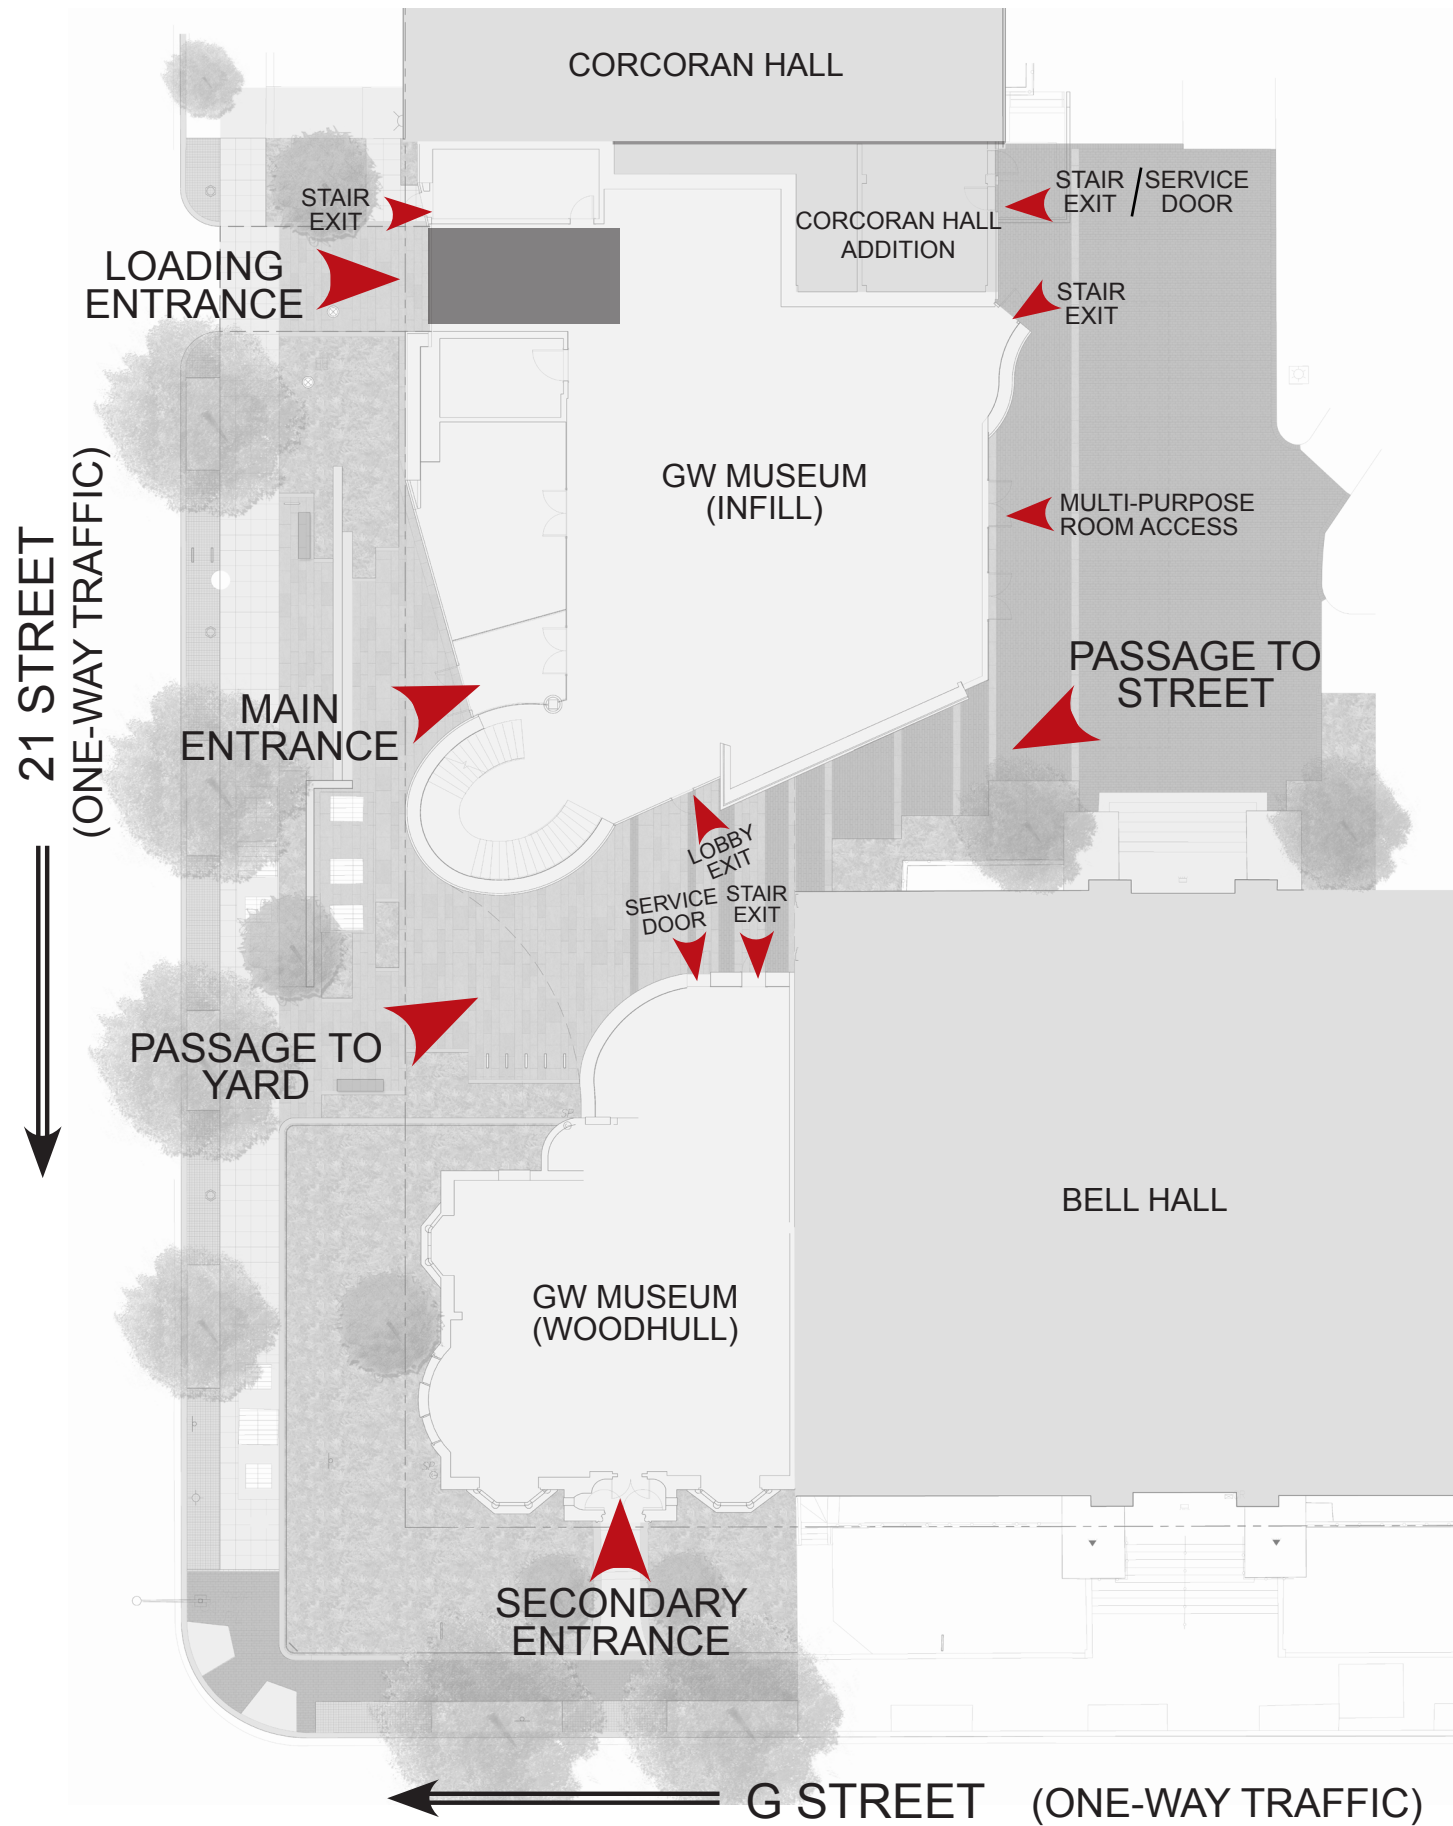 CORCORAN HALL
STAIR
EXIT
STAIR / SERVICE
EXIT DOOR
CORCORAN HALL
ADDITION
LOADING
ENTRANCE
STAIR
EXIT
GW MUSEUM
(INFILL)
MULTI-PURPOSE
ROOM ACCESS
21 STREET
(ONE-WAY TRAFFIC)
PASSAGE TO
STREET
MAIN
ENTRANCE
LOBBY
EXIT
SERVICE
DOOR
STAIR
EXIT
PASSAGE TO
YARD
BELL HALL
GW MUSEUM
(WOODHULL)
SECONDARY
ENTRANCE
G STREET (ONE-WAY TRAFFIC)